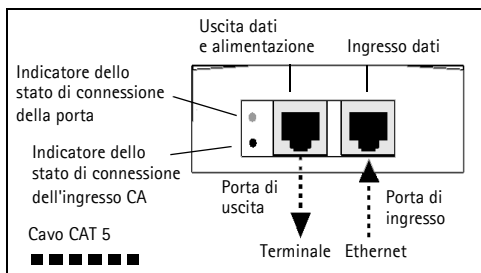 Uscita dati
e alimentazione
Ingresso dati
Indicatore dello
stato di connessione
della porta
Indicatore dello
stato di connessione
dell'ingresso CA
Porta di
uscita
Porta di
ingresso
Cavo CAT 5
Terminale
Ethernet